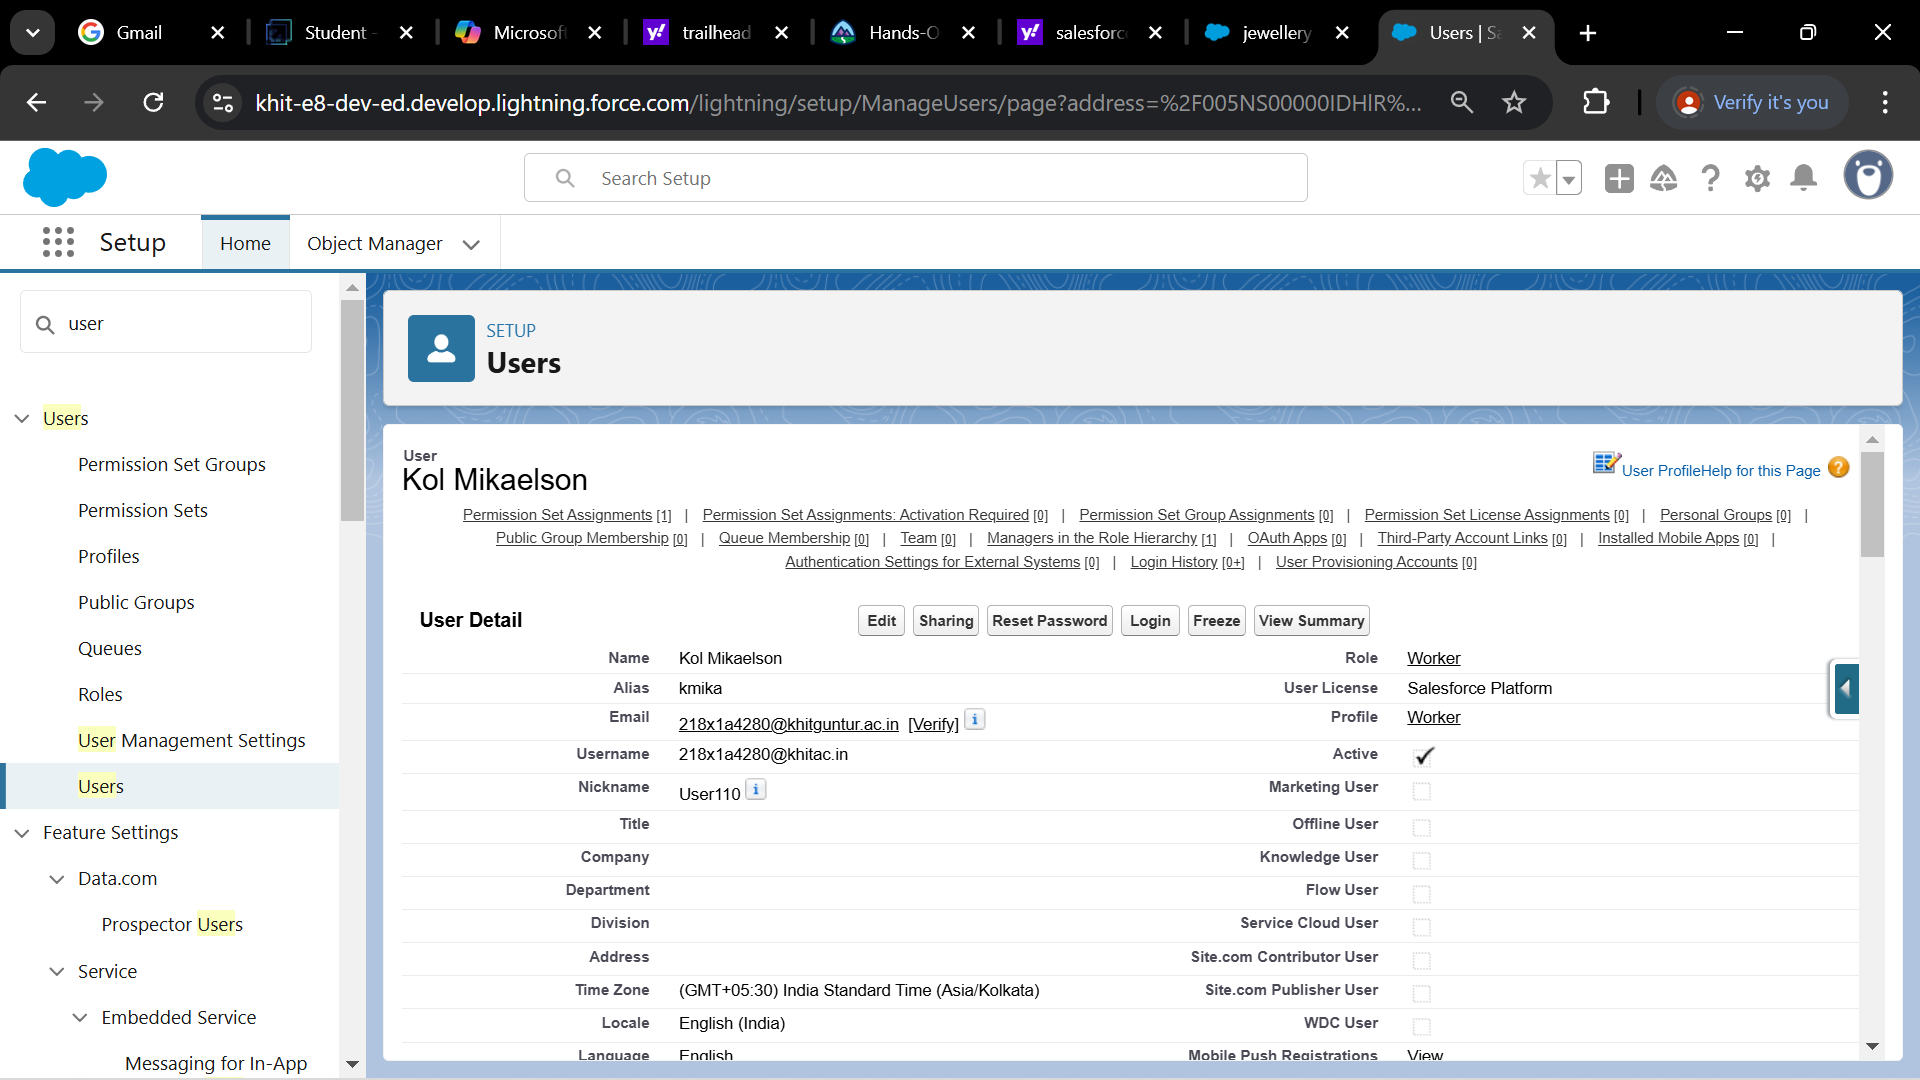 Gmail
Student -
Microsof
trailhead
Hands-O
salesforc
jewellery
Users | Sa
khit-e8-dev-ed.develop.lightning.force.com/lightning/setup/ManageUsers/page?address=%2F005NS00000IDHlR%...
Verify it's you
Search Setup
Setup
Home
Object Manager
user
Users
Permission Set Groups
Permission Sets
Profiles
Public Groups
Queues
Roles
User Management Settings
Users
Feature Settings
Data.com
Prospector Users
Service
Embedded Service
Messaging for In-App
SETUP
Users
User
Kol Mikaelson
User Profile Help for this Page
Permission Set Assignments [1] | Permission Set Assignments: Activation Required [0] | Permission Set Group Assignments [0] | Permission Set License Assignments [0] | Personal Groups [0] |
Public Group Membership [0] | Queue Membership [0] | Team [0] | Managers in the Role Hierarchy [1] | OAuth Apps [0] | Third-Party Account Links [0] | Installed Mobile Apps [0] |
Authentication Settings for External Systems [0] | Login History [0+] | User Provisioning Accounts [0]
User Detail
Edit Sharing Reset Password Login Freeze View Summary
Name Kol Mikaelson Role Worker
Alias kmika User License Salesforce Platform
Email 218x1a4280@khitguntur.ac.in [Verify] i Profile Worker
Username 218x1a4280@khitac.in Active
Nickname User110 i Marketing User
Title Offline User
Company Knowledge User
Department Flow User
Division Service Cloud User
Address Site.com Contributor User
Time Zone (GMT+05:30) India Standard Time (Asia/Kolkata) Site.com Publisher User
Locale English (India) WDC User
Language English Mobile Push Registrations View